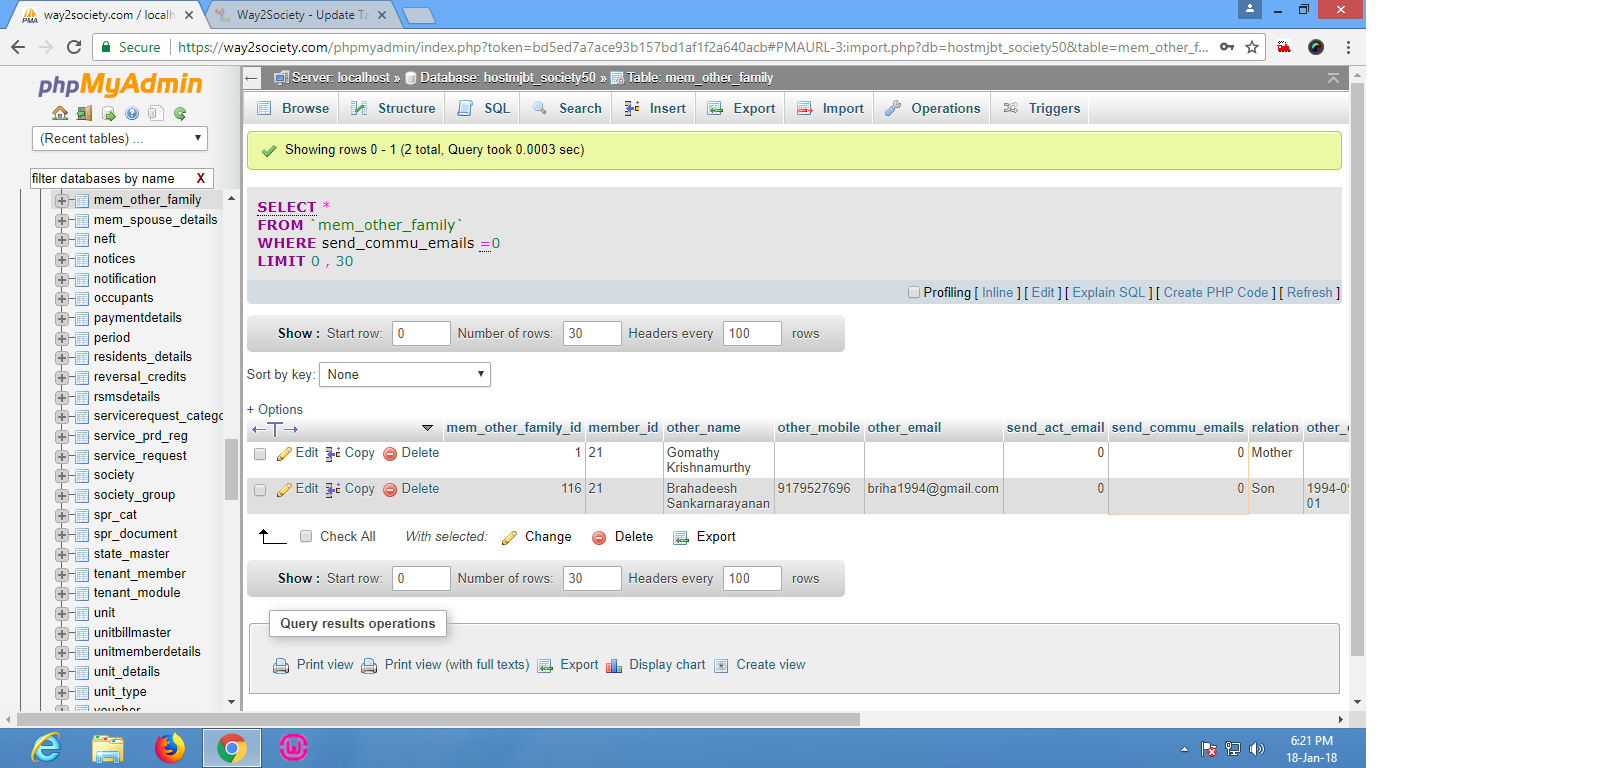 way2society.com / localh
Way2Society - Update Ta
Secure
https://way2society.com/phpmyadmin/index.php?token=bd5ed7a7ace93b157bd1af1f2a640acb#PMAURL-3:import.php?db=hostmjbt_society50&table=mem_other_f...
phpMyAdmin
(Recent tables) ...
filter databases by name X
mem_other_family
mem_spouse_details
neft
notices
notification
occupants
paymentdetails
period
residents_details
reversal_credits
rsmsdetails
servicerequest_catego
service_prd_reg
service_request
society
society_group
spr_cat
spr_document
state_master
tenant_member
tenant_module
unit
unitbillmaster
unitmemberdetails
unit_details
unit_type
voucher
Server: localhost » Database: hostmjbt_society50 » Table: mem_other_family
Browse Structure SQL Search Insert Export Import Operations Triggers
Showing rows 0 - 1 (2 total, Query took 0.0003 sec)
SELECT *
FROM `mem_other_family`
WHERE send_commu_emails =0
LIMIT 0 , 30
Profiling [ Inline ] [ Edit ] [ Explain SQL ] [ Create PHP Code ] [ Refresh ]
Show : Start row: 0 Number of rows: 30 Headers every 100 rows
Sort by key: None
+ Options
←T→ mem_other_family_id member_id other_name other_mobile other_email send_act_email send_commu_emails relation other_
Edit Copy Delete 1 21 Gomathy Krishnamurthy 0 0 Mother
Edit Copy Delete 116 21 Brahadeesh Sankarnarayanan 9179527696 briha1994@gmail.com 0 0 Son 1994-09 01
Check All With selected: Change Delete Export
Show : Start row: 0 Number of rows: 30 Headers every 100 rows
Query results operations
Print view Print view (with full texts) Export Display chart Create view
6:21 PM
18-Jan-18